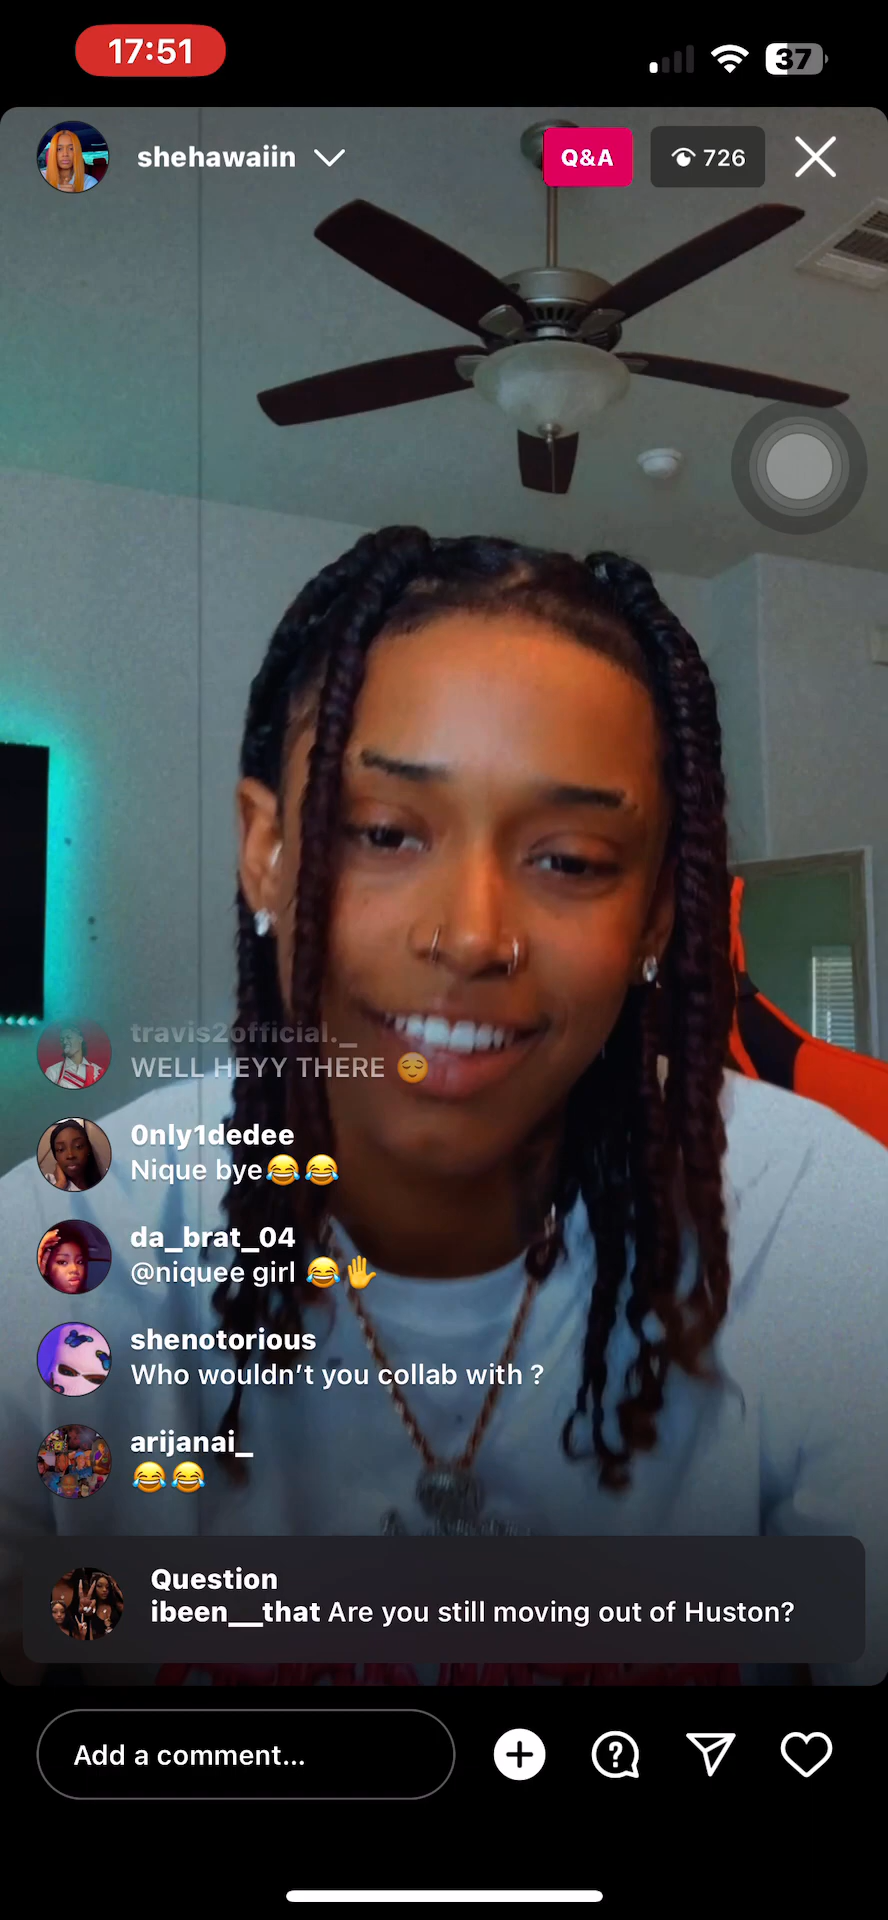 17:51
37
shehawaiin
Q&A
726
travis2official._
WELL HEYY THERE 😌
0nly1dedee
Nique bye😂😂
da_brat_04
@niquee girl 😂✋
shenotorious
Who wouldn’t you collab with ?
arijanai_
😂😂
Question
ibeen__that Are you still moving out of Huston?
Add a comment...